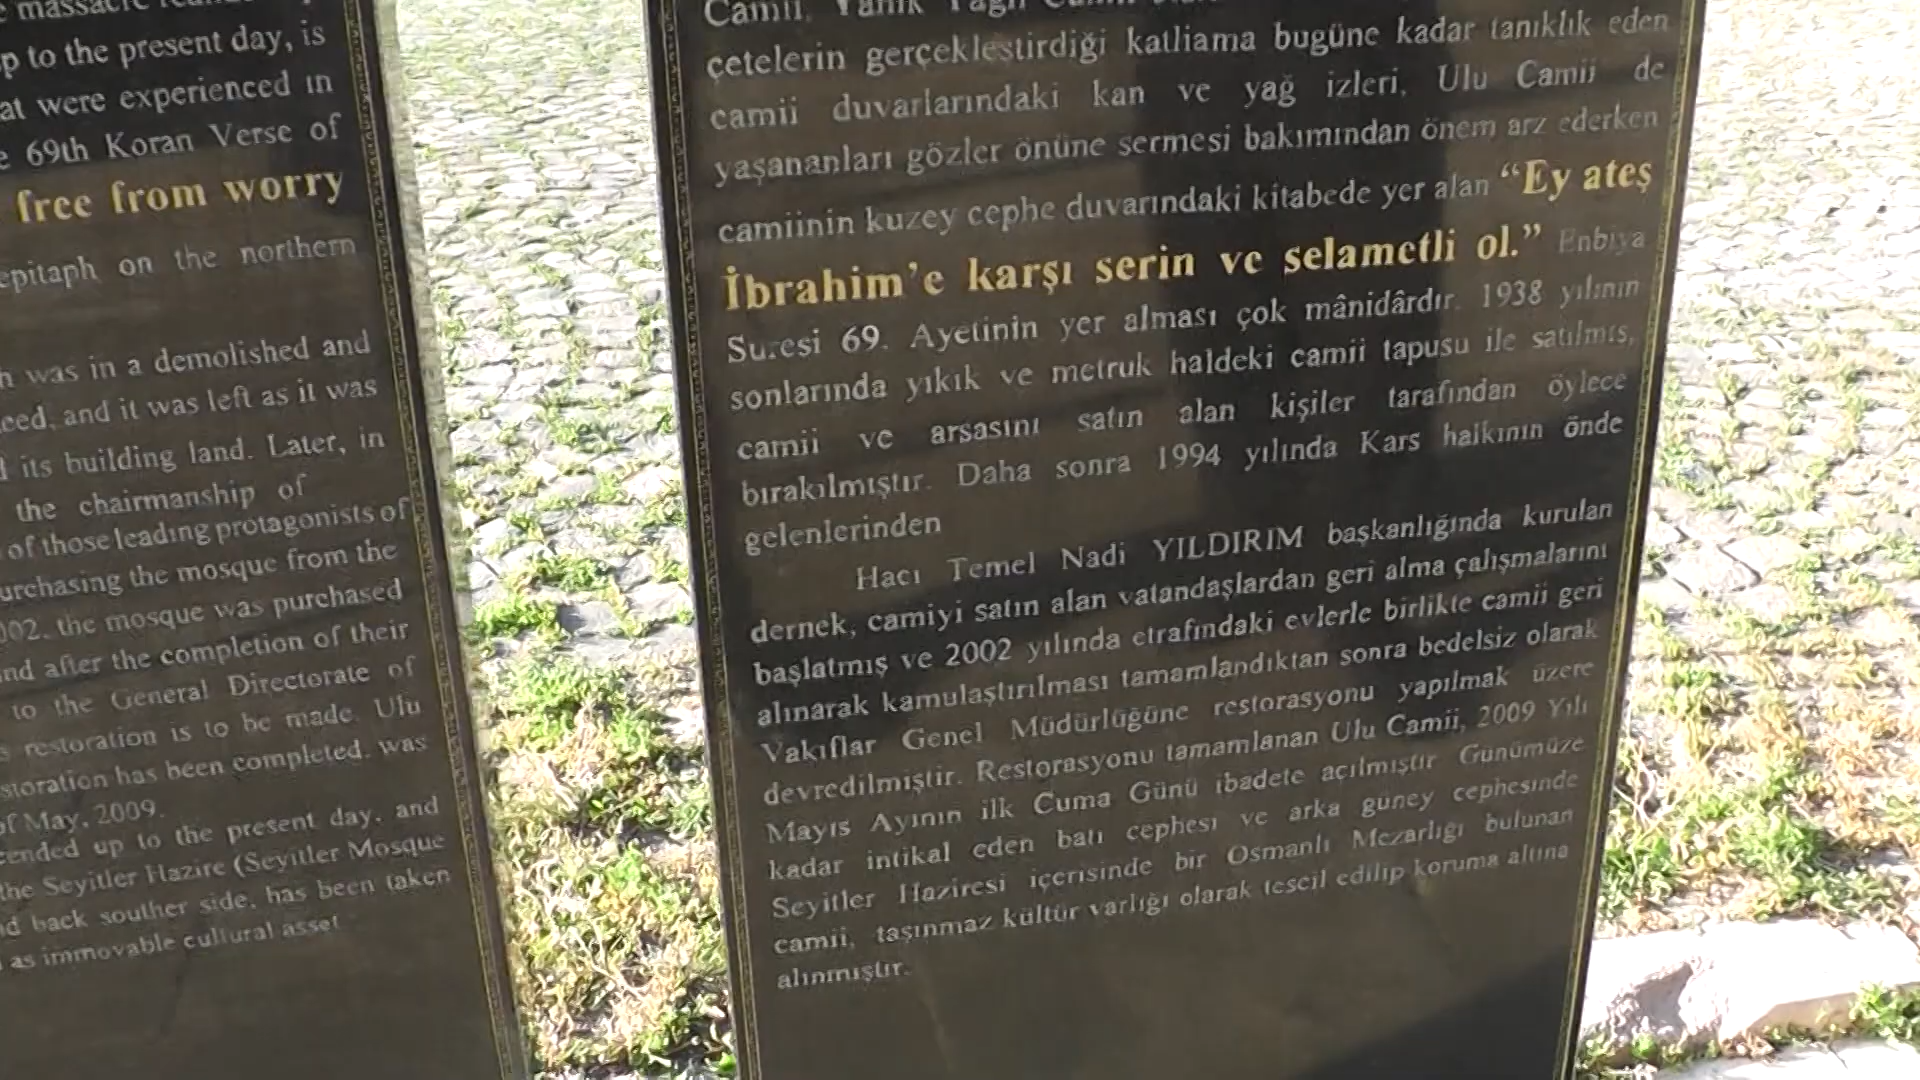 massacre
p to the present day, is
at were experienced in
69th Koran Verse of
free from worry
epitaph on the northern
was in a demolished and
and it was left as it was
its building land. Later, in
the chairmanship of
of those leading protagonists of
urchasing the mosque from the
002, the mosque was purchased
nd after the completion of their
to the General Directorate of
restoration is to be made. Ulu
storation has been completed, was
of May, 2009.
cended up to the present day, and
the Seyitler Hazire (Seyitler Mosque
d back souther side, has been taken
as immovable cultural asset
Camii, Yanık Yağlı Camii
çetelerin gerçekleştirdiği katliama bugüne kadar tanıklık eden
camii duvarlarındaki kan ve yağ izleri, Ulu Camii de
yaşananları gözler önüne sermesi bakımından önem arz ederken
camiinin kuzey cephe duvarındaki kitabede yer alan “Ey ateş
İbrahim’e karşı serin ve selametli ol.” Enbiya
Suresi 69. Ayetinin yer alması çok mânidârdır. 1938 yılının
sonlarında yıkık ve metruk haldeki camii tapusu ile satılmış,
camii ve arsasını satın alan kişiler tarafından öylece
bırakılmıştır. Daha sonra 1994 yılında Kars halkının önde
gelenlerinden
Hacı Temel Nadi YILDIRIM başkanlığında kurulan
dernek, camiyi satın alan vatandaşlardan geri alma çalışmalarını
başlatmış ve 2002 yılında etrafındaki evlerle birlikte camii geri
alınarak kamulaştırılması tamamlandıktan sonra bedelsiz olarak
Vakıflar Genel Müdürlüğüne restorasyonu yapılmak üzere
devredilmiştir. Restorasyonu tamamlanan Ulu Camii, 2009 Yılı
Mayıs Ayının ilk Cuma Günü ibadete açılmıştır Günümüze
kadar intikal eden batı cephesi ve arka güney cephesinde
Seyitler Haziresi içerisinde bir Osmanlı Mezarlığı bulunan
camii, taşınmaz kültür varlığı olarak tescil edilip koruma altına
alınmıştır.